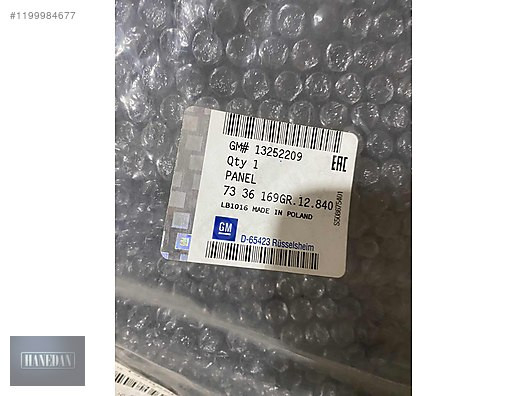 #1199984677
GM# 13252209
Qty 1
PANEL
73 36 169GR.12.840
LB1016 MADE IN POLAND
GM
D-65423 Rüsselsheim
EAC
HANEDAN